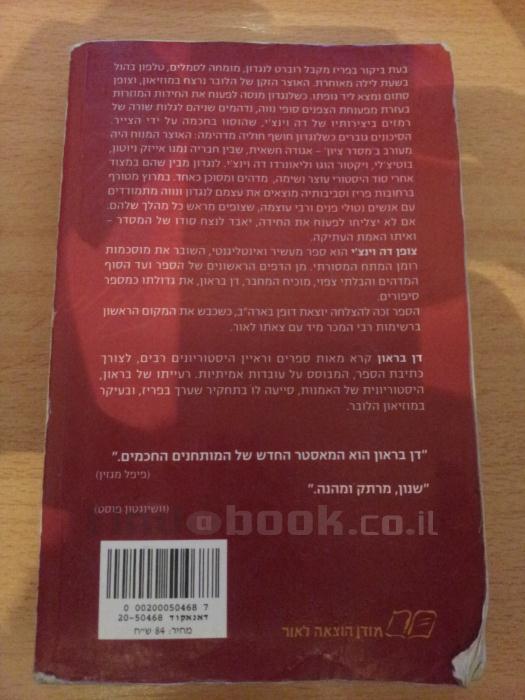 בעת ביקור בפריז מקבל רוברט לנגדון, מומחה לסמלים, טלפון בהול
בשעת לילה מאוחרת. האוצר הזקן של הלובר נרצח במוזיאון, וצופן
סתום נמצא ליד גופתו. כשלנגדון מנסה לפענח את החידות המוזרות
בעזרת מפענחת הצפנים סופי נווה, נדהמים שניהם לגלות שורה של
רמזים ביצירותיו של דה וינצ'י, שהוסוו בחכמה על ידי הצייר.
הסיכונים גוברים כשלנגדון חושף חוליה מדהימה: האוצר המנוח היה
מעורב ב'מסדר ציון' – אגודה חשאית, שבין חבריה נמנו אייזק ניוטון,
בוטיצ'לי, ויקטור הוגו וליאונרדו דה וינצ'י. לנגדון מבין שהם במצוד
אחרי סוד היסטורי עוצר נשימה, מדהים ומסוכן כאחד. במרוץ מטורף
ברחובות פריז וסביבותיה מוצאים את עצמם לנגדון ונווה מתמודדים
עם אנשים נטולי פנים ורבי עוצמה, שצופים מראש כל מהלך שלהם.
אם לא יצליחו לפענח את החידה, יאבד לנצח סודו של המסדר –
ואיתו האמת העתיקה.
צופן דה וינצ'י הוא ספר מעשיר ואינטליגנטי, השובר את מוסכמות
רומן המתח המסורתי. מן הדפים הראשונים של הספר ועד הסוף
המדהים והבלתי צפוי, מוכיח המחבר, דן בראון, את גדולתו כמספר
סיפורים.
הספר זכה להצלחה יוצאת דופן בארה"ב, כשכבש את המקום הראשון
ברשימות רבי המכר מיד עם צאתו לאור.
דן בראון קרא מאות ספרים וראיין היסטוריונים רבים, לצורך
כתיבת הספר, המבוסס על עובדות אמיתיות. רעייתו של בראון,
היסטוריונית של האמנות, סייעה לו בתחקיר שערך בפריז, ובעיקר
במוזיאון הלובר.
"דן בראון הוא המאסטר החדש של המותחנים החכמים."
(פיפל מגזין)
"שנון, מרתק ומהנה."
(וושינגטון פוסט)
book.co.il
0 00200050468 7
דאנאקוד 20-50468
מחיר: 84 ש"ח
מודן הוצאה לאור